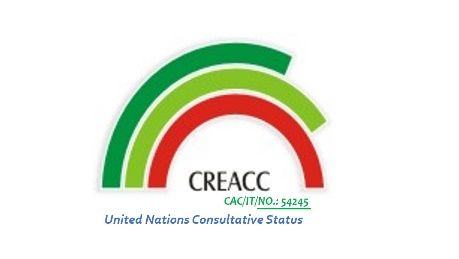 CREACC
CAC/IT/NO.: 54245
United Nations Consultative Status